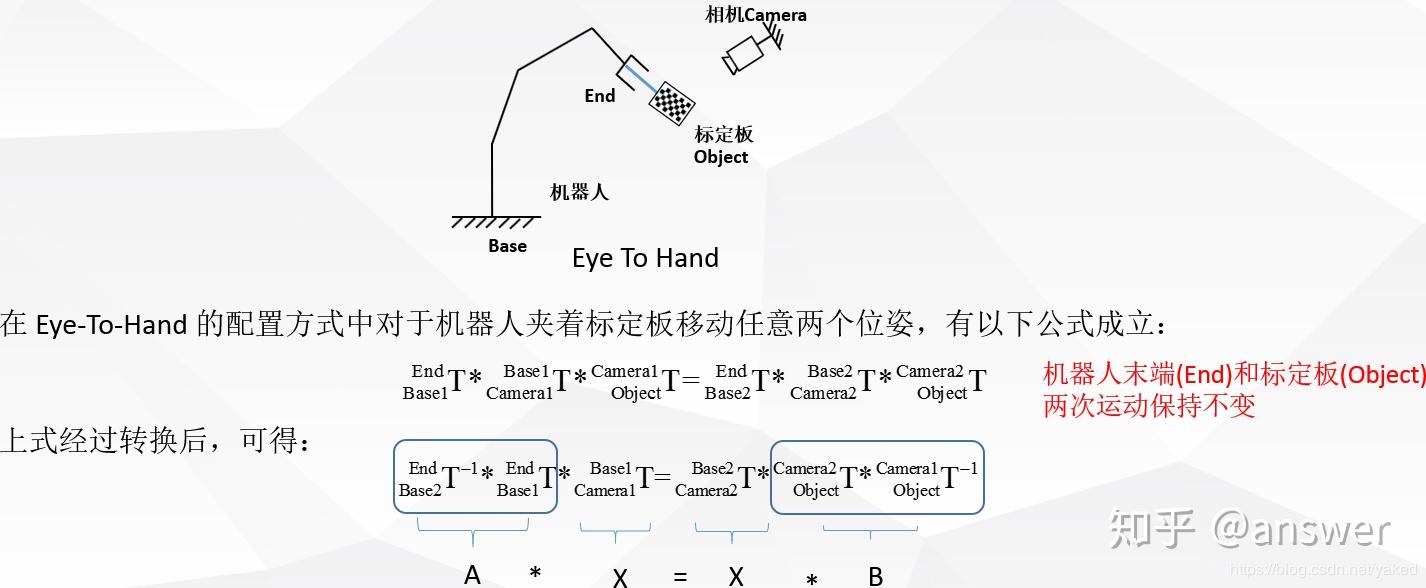 相机Camera
End
标定板
Object
机器人
Base
Eye To Hand
在 Eye-To-Hand 的配置方式中对于机器人夹着标定板移动任意两个位姿，有以下公式成立：
End Base1 T * Base1 Camera1 T * Camera1 Object T = End Base2 T * Base2 Camera2 T * Camera2 Object T
机器人末端(End)和标定板(Object)
两次运动保持不变
上式经过转换后，可得：
End Base2 T⁻¹ * End Base1 T * Base1 Camera1 T = Base2 Camera2 T * Camera2 Object T * Camera1 Object T⁻¹
A * X = X * B
知乎 @answer
https://blog.csdn.net/yaked